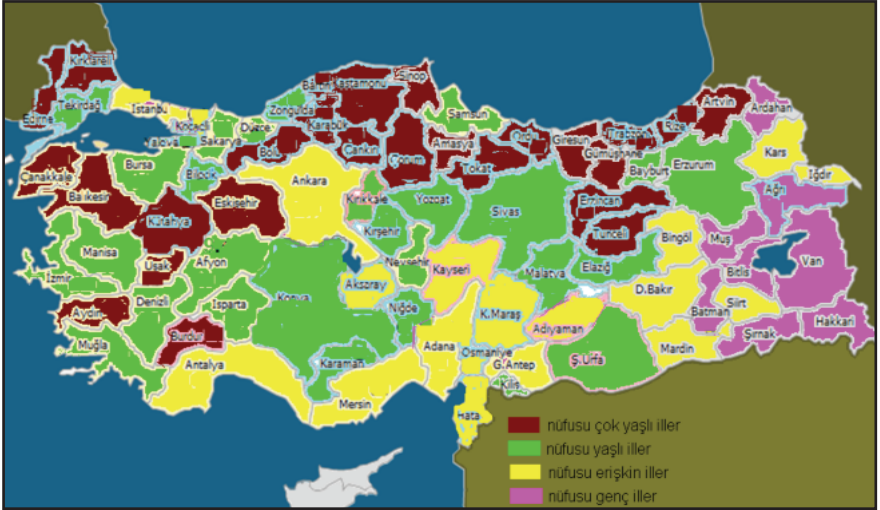 Kırklareli
Edirne
Tekirdağ
İstanbu
Kocaeli
Yalova
Sakarya
Düzce
Zongulda
Bartın
Kastamonu
Sinop
Karabük
Bolu
Çankırı
Çorum
Samsun
Amasya
Tokat
Ordu
Giresun
Gümüşhane
Trabzon
Rize
Artvin
Ardahan
Kars
Iğdır
Ağrı
Erzurum
Bayburt
Çanakkale
Balıkesir
Bursa
Bilecik
Kütahya
Eskişehir
Ankara
Kırıkkale
Yozgat
Sivas
Erzincan
Tunceli
Bingöl
Muş
Bitlis
Van
Manisa
İzmir
Uşak
Afyon
Kırşehir
Nevşehir
Kayseri
Malatya
Elazığ
D.Bakır
Batman
Siirt
Şırnak
Hakkari
Aydın
Denizli
Isparta
Konya
Aksaray
Niğde
K.Maraş
Adıyaman
Mardin
Muğla
Burdur
Antalya
Karaman
Mersin
Adana
Osmaniye
G.Antep
Kilis
Ş.Urfa
Hata
nüfusu çok yaşlı iller
nüfusu yaşlı iller
nüfusu erişkin iller
nüfusu genç iller